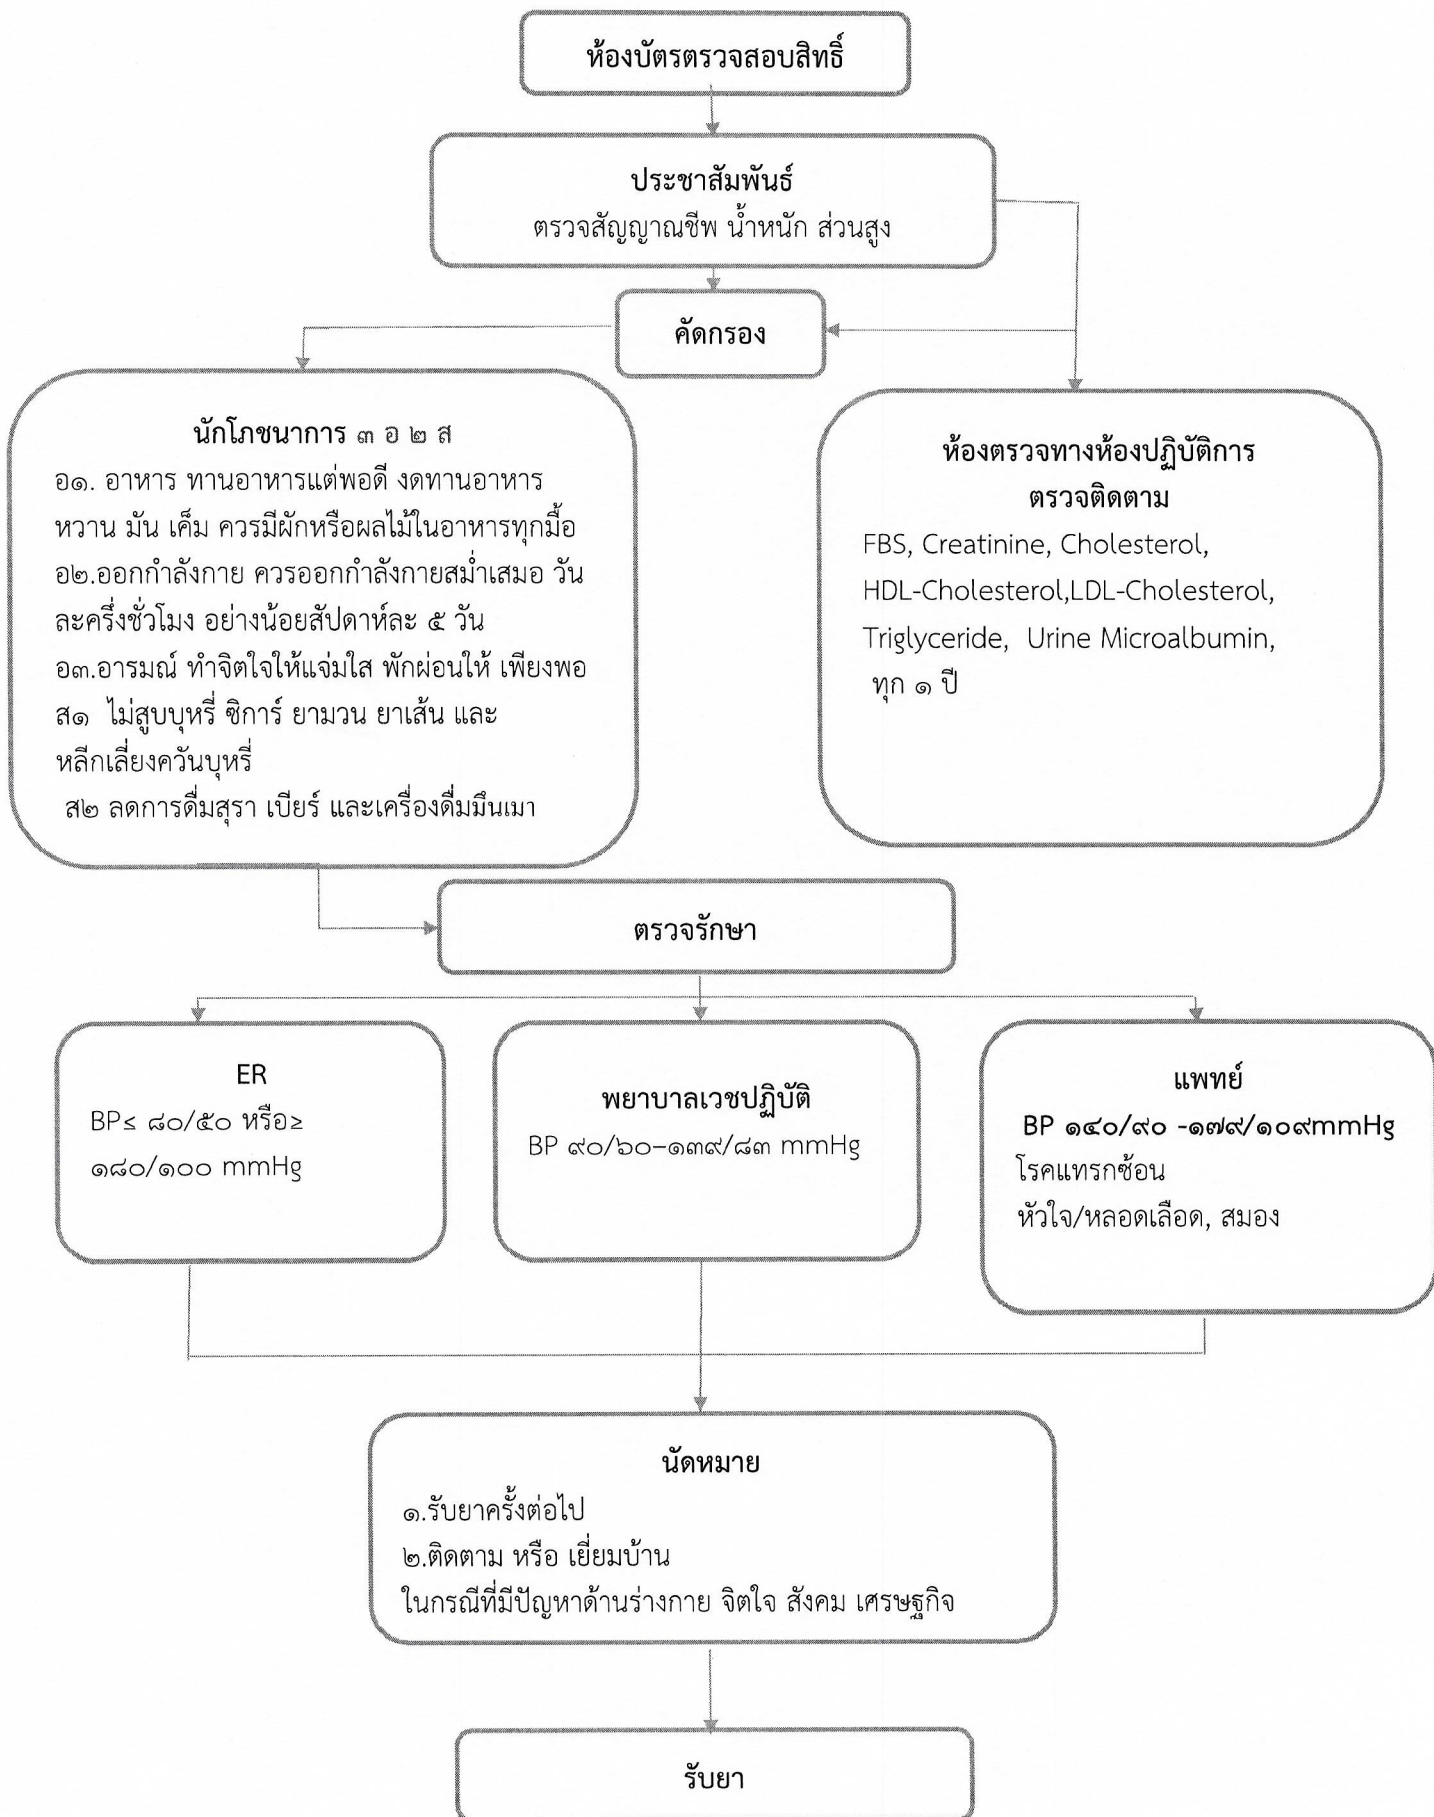 ห้องบัตรตรวจสอบสิทธิ์
ประชาสัมพันธ์
ตรวจสัญญาณชีพ น้ำหนัก ส่วนสูง
คัดกรอง
นักโภชนาการ ๓ อ ๒ ส
อ๑. อาหาร ทานอาหารแต่พอดี งดทานอาหาร
หวาน มัน เค็ม ควรมีผักหรือผลไม้ในอาหารทุกมื้อ
อ๒.ออกกำลังกาย ควรออกกำลังกายสม่ำเสมอ วัน
ละครึ่งชั่วโมง อย่างน้อยสัปดาห์ละ ๕ วัน
อ๓.อารมณ์ ทำจิตใจให้แจ่มใส พักผ่อนให้ เพียงพอ
ส๑ ไม่สูบบุหรี่ ซิการ์ ยามวน ยาเส้น และ
หลีกเลี่ยงควันบุหรี่
ส๒ ลดการดื่มสุรา เบียร์ และเครื่องดื่มมึนเมา
ห้องตรวจทางห้องปฏิบัติการ
ตรวจติดตาม
FBS, Creatinine, Cholesterol,
HDL-Cholesterol,LDL-Cholesterol,
Triglyceride, Urine Microalbumin,
ทุก ๑ ปี
ตรวจรักษา
ER
BP≤ ๘๐/๕๐ หรือ≥
๑๘๐/๑๐๐ mmHg
พยาบาลเวชปฏิบัติ
BP ๙๐/๖๐–๑๓๙/๘๓ mmHg
แพทย์
BP ๑๔๐/๙๐ -๑๗๙/๑๐๙mmHg
โรคแทรกซ้อน
หัวใจ/หลอดเลือด, สมอง
นัดหมาย
๑.รับยาครั้งต่อไป
๒.ติดตาม หรือ เยี่ยมบ้าน
ในกรณีที่มีปัญหาด้านร่างกาย จิตใจ สังคม เศรษฐกิจ
รับยา